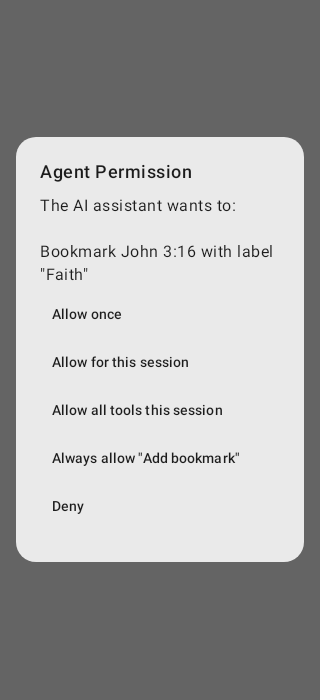 Agent Permission
The AI assistant wants to:
Bookmark John 3:16 with label
"Faith"
Allow once
Allow for this session
Allow all tools this session
Always allow "Add bookmark"
Deny